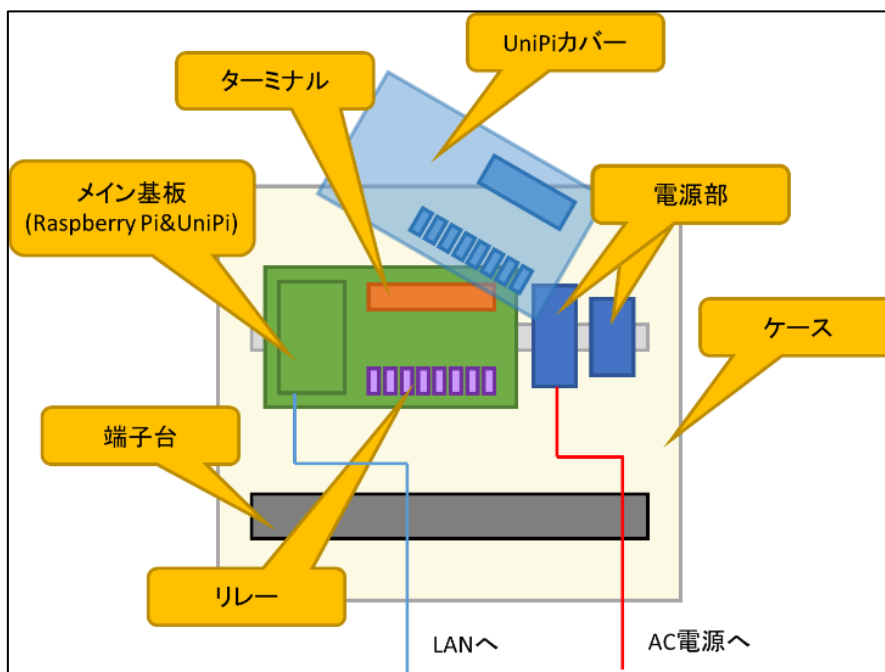 UniPiカバー
ターミナル
メイン基板
(Raspberry Pi&UniPi)
電源部
ケース
端子台
リレー
LANへ
AC電源へ